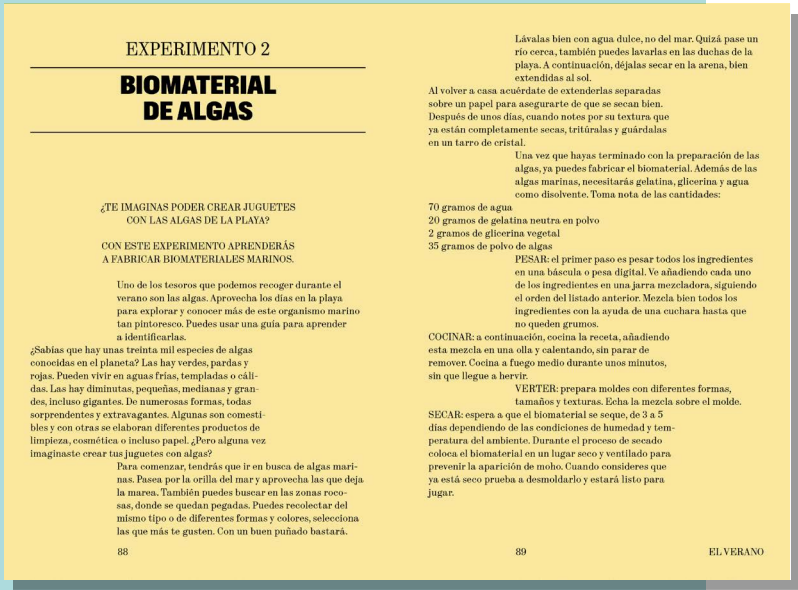 EXPERIMENTO 2
BIOMATERIAL
DE ALGAS
¿TE IMAGINAS PODER CREAR JUGUETES
CON LAS ALGAS DE LA PLAYA?
CON ESTE EXPERIMENTO APRENDERÁS
A FABRICAR BIOMATERIALES MARINOS.
Uno de los tesoros que podemos recoger durante el
verano son las algas. Aprovecha los días en la playa
para explorar y conocer más de este organismo marino
tan pintoresco. Puedes usar una guía para aprender
a identificarlas.
¿Sabías que hay unas treinta mil especies de algas
conocidas en el planeta? Las hay verdes, pardas y
rojas. Pueden vivir en aguas frías, templadas o cáli-
das. Las hay diminutas, pequeñas, medianas y gran-
des, incluso gigantes. De numerosas formas, todas
sorprendentes y extravagantes. Algunas son comesti-
bles y con otras se elaboran diferentes productos de
limpieza, cosmética o incluso papel. ¿Pero alguna vez
imaginaste crear tus juguetes con algas?
Para comenzar, tendrás que ir en busca de algas mari-
nas. Pasea por la orilla del mar y aprovecha las que deja
la marea. También puedes buscar en las zonas roco-
sas, donde se quedan pegadas. Puedes recolectar del
mismo tipo o de diferentes formas y colores, selecciona
las que más te gusten. Con un buen puñado bastará.
88
Lávalas bien con agua dulce, no del mar. Quizá pase un
río cerca, también puedes lavarlas en las duchas de la
playa. A continuación, déjalas secar en la arena, bien
extendidas al sol.
Al volver a casa acuérdate de extenderlas separadas
sobre un papel para asegurarte de que se secan bien.
Después de unos días, cuando notes por su textura que
ya están completamente secas, tritúralas y guárdalas
en un tarro de cristal.
Una vez que hayas terminado con la preparación de las
algas, ya puedes fabricar el biomaterial. Además de las
algas marinas, necesitarás gelatina, glicerina y agua
como disolvente. Toma nota de las cantidades:
70 gramos de agua
20 gramos de gelatina neutra en polvo
2 gramos de glicerina vegetal
35 gramos de polvo de algas
PESAR: el primer paso es pesar todos los ingredientes
en una báscula o pesa digital. Ve añadiendo cada uno
de los ingredientes en una jarra mezcladora, siguiendo
el orden del listado anterior. Mezcla bien todos los
ingredientes con la ayuda de una cuchara hasta que
no queden grumos.
COCINAR: a continuación, cocina la receta, añadiendo
esta mezcla en una olla y calentando, sin parar de
remover. Cocina a fuego medio durante unos minutos,
sin que llegue a hervir.
VERTER: prepara moldes con diferentes formas,
tamaños y texturas. Echa la mezcla sobre el molde.
SECAR: espera a que el biomaterial se seque, de 3 a 5
días dependiendo de las condiciones de humedad y tem-
peratura del ambiente. Durante el proceso de secado
coloca el biomaterial en un lugar seco y ventilado para
prevenir la aparición de moho. Cuando consideres que
ya está seco prueba a desmoldarlo y estará listo para
jugar.
89
EL VERANO